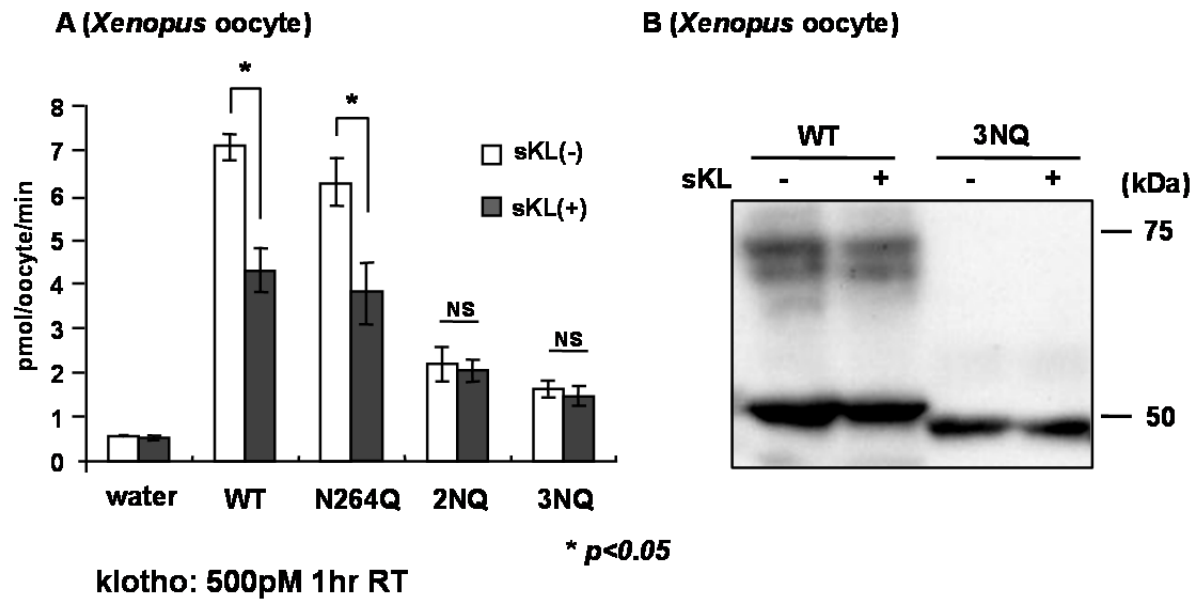 A (Xenopus oocyte)
B (Xenopus oocyte)
*
*
8
7
6
5
4
3
2
1
0
pmol/oocyte/min
sKL(-)
sKL(+)
NS
NS
water WT N264Q 2NQ 3NQ
* p<0.05
klotho: 500pM 1hr RT
WT 3NQ
sKL - + - + (kDa)
75
50